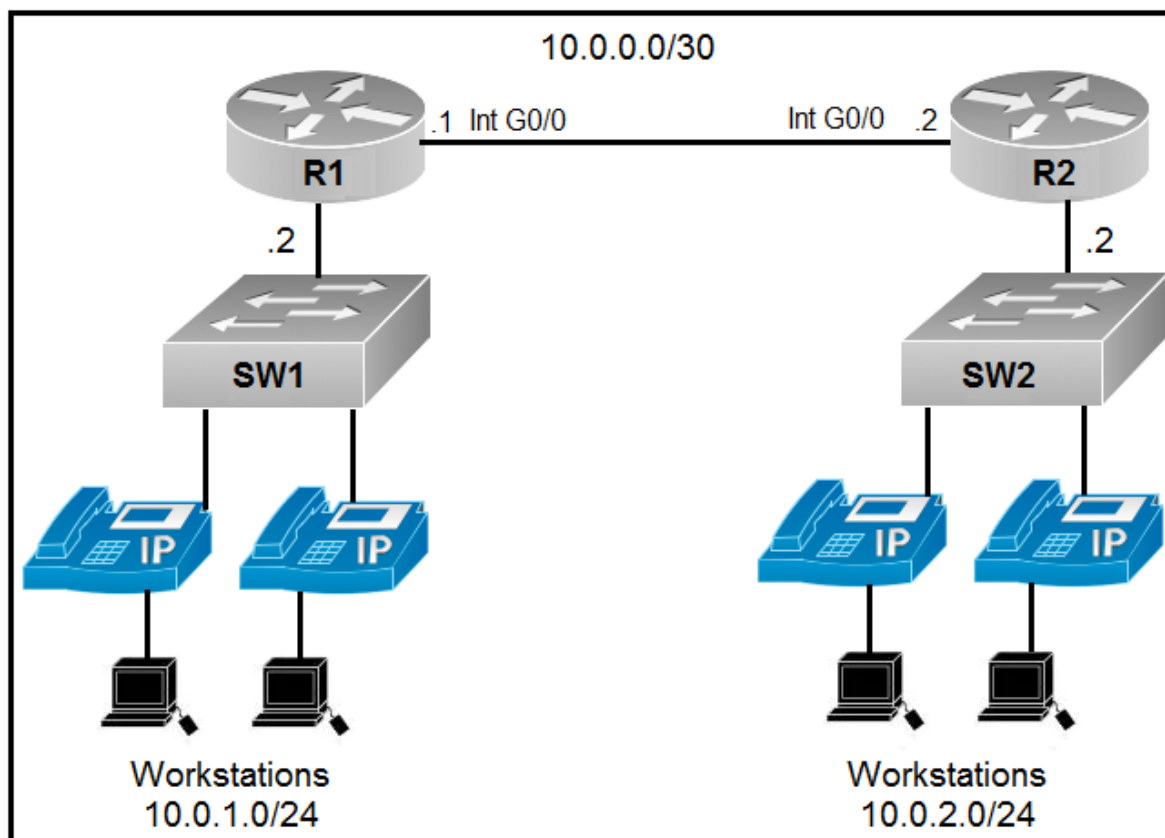 10.0.0.0/30
.1 Int G0/0
Int G0/0 .2
R1
R2
.2
.2
SW1
SW2
IP
IP
IP
IP
Workstations
10.0.1.0/24
Workstations
10.0.2.0/24